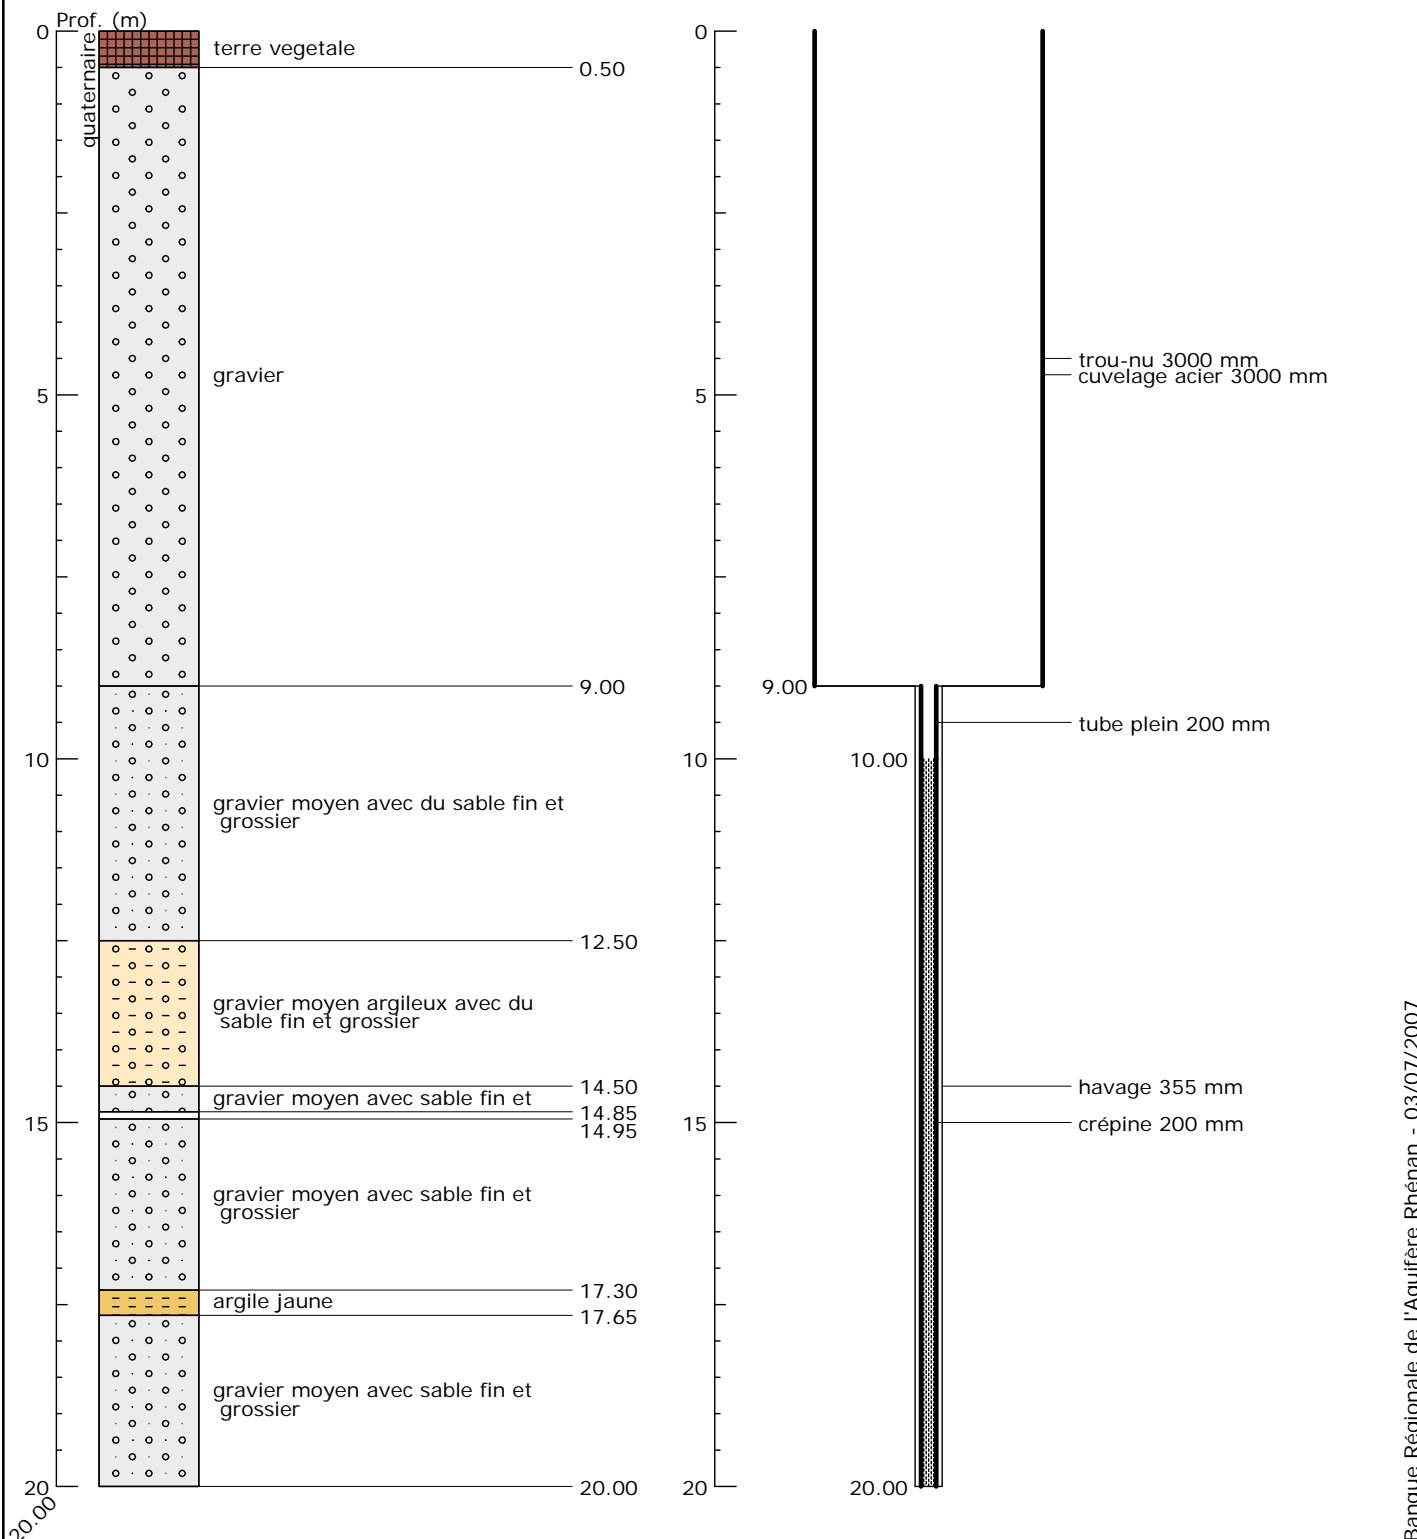 Prof. (m)
quaternaire
0
5
10
15
20
20.00
terre vegetale
0.50
gravier
9.00
gravier moyen avec du sable fin et
grossier
12.50
gravier moyen argileux avec du
sable fin et grossier
14.50
gravier moyen avec sable fin et
14.85
14.95
gravier moyen avec sable fin et
grossier
17.30
argile jaune
17.65
gravier moyen avec sable fin et
grossier
20.00
0
5
10
15
20
9.00
10.00
20.00
trou-nu 3000 mm
cuvelage acier 3000 mm
tube plein 200 mm
havage 355 mm
crépine 200 mm
Banque Régionale de l'Aquifère Rhénan - 03/07/2007